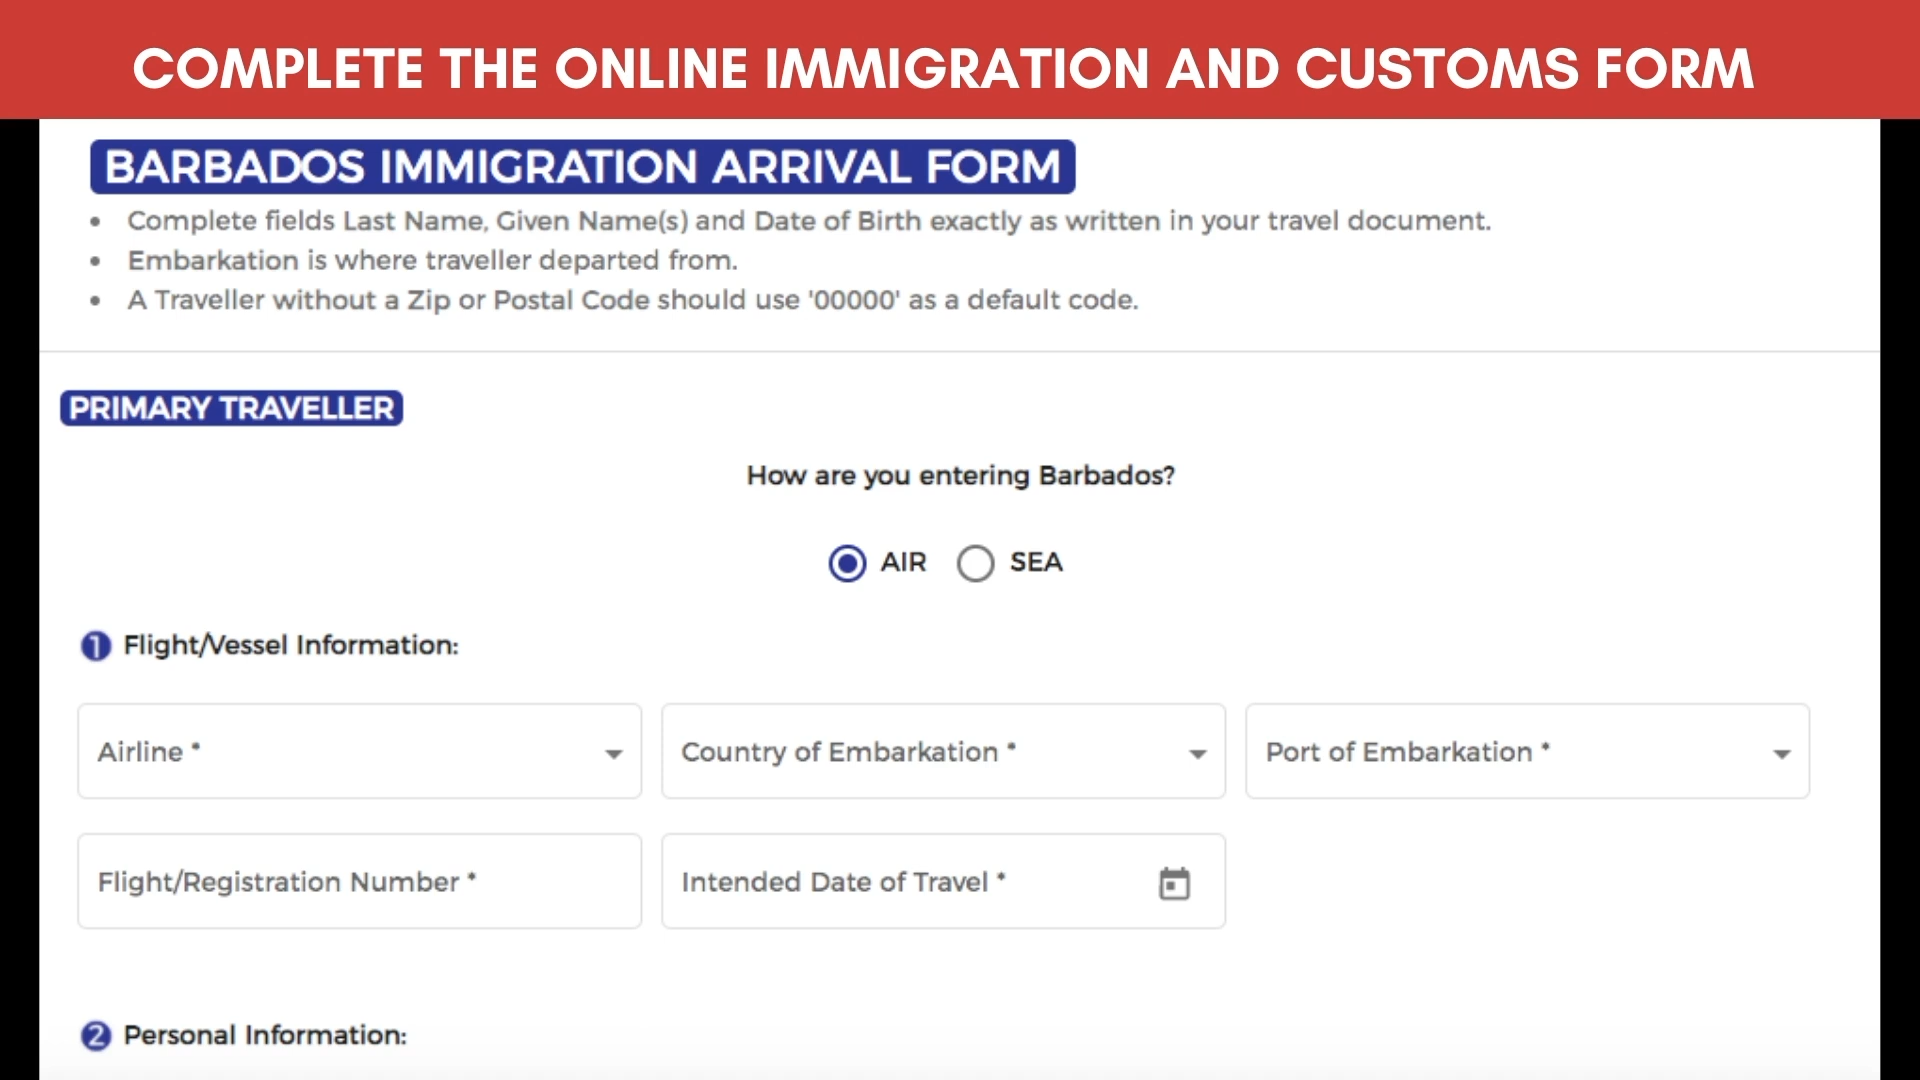 COMPLETE THE ONLINE IMMIGRATION AND CUSTOMS FORM
BARBADOS IMMIGRATION ARRIVAL FORM
• Complete fields Last Name, Given Name(s) and Date of Birth exactly as written in your travel document.
• Embarkation is where traveller departed from.
• A Traveller without a Zip or Postal Code should use '00000' as a default code.
PRIMARY TRAVELLER
How are you entering Barbados?
AIR SEA
1 Flight/Vessel Information:
Airline * Country of Embarkation * Port of Embarkation *
Flight/Registration Number * Intended Date of Travel *
2 Personal Information: